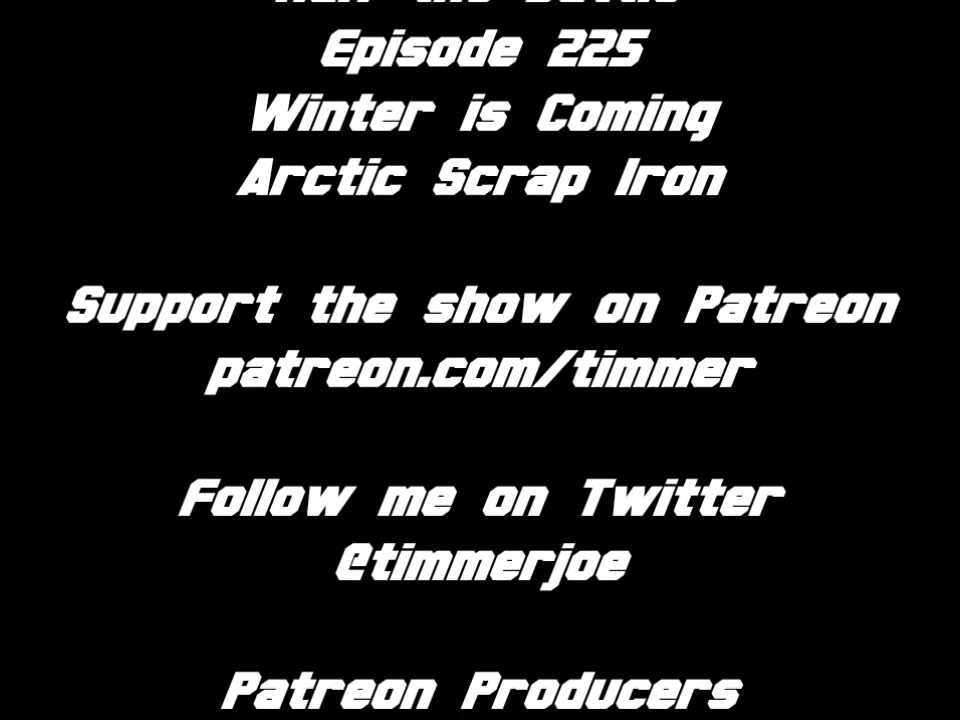 Episode 225
Winter is Coming
Arctic Scrap Iron
Support the show on Patreon
patreon.com/timmer
Follow me on Twitter
@timmerjoe
Patreon Producers